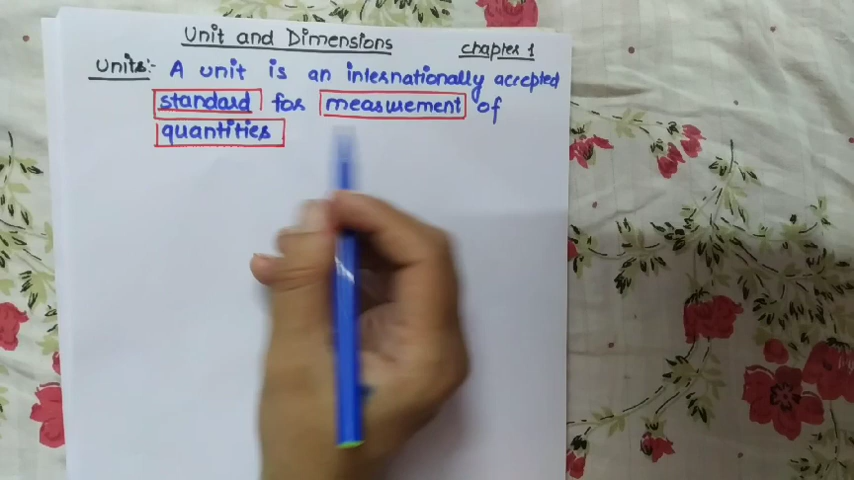 Unit and Dimensions chapter 1
Units:- A unit is an internationally accepted
standard for measurement of
quantities